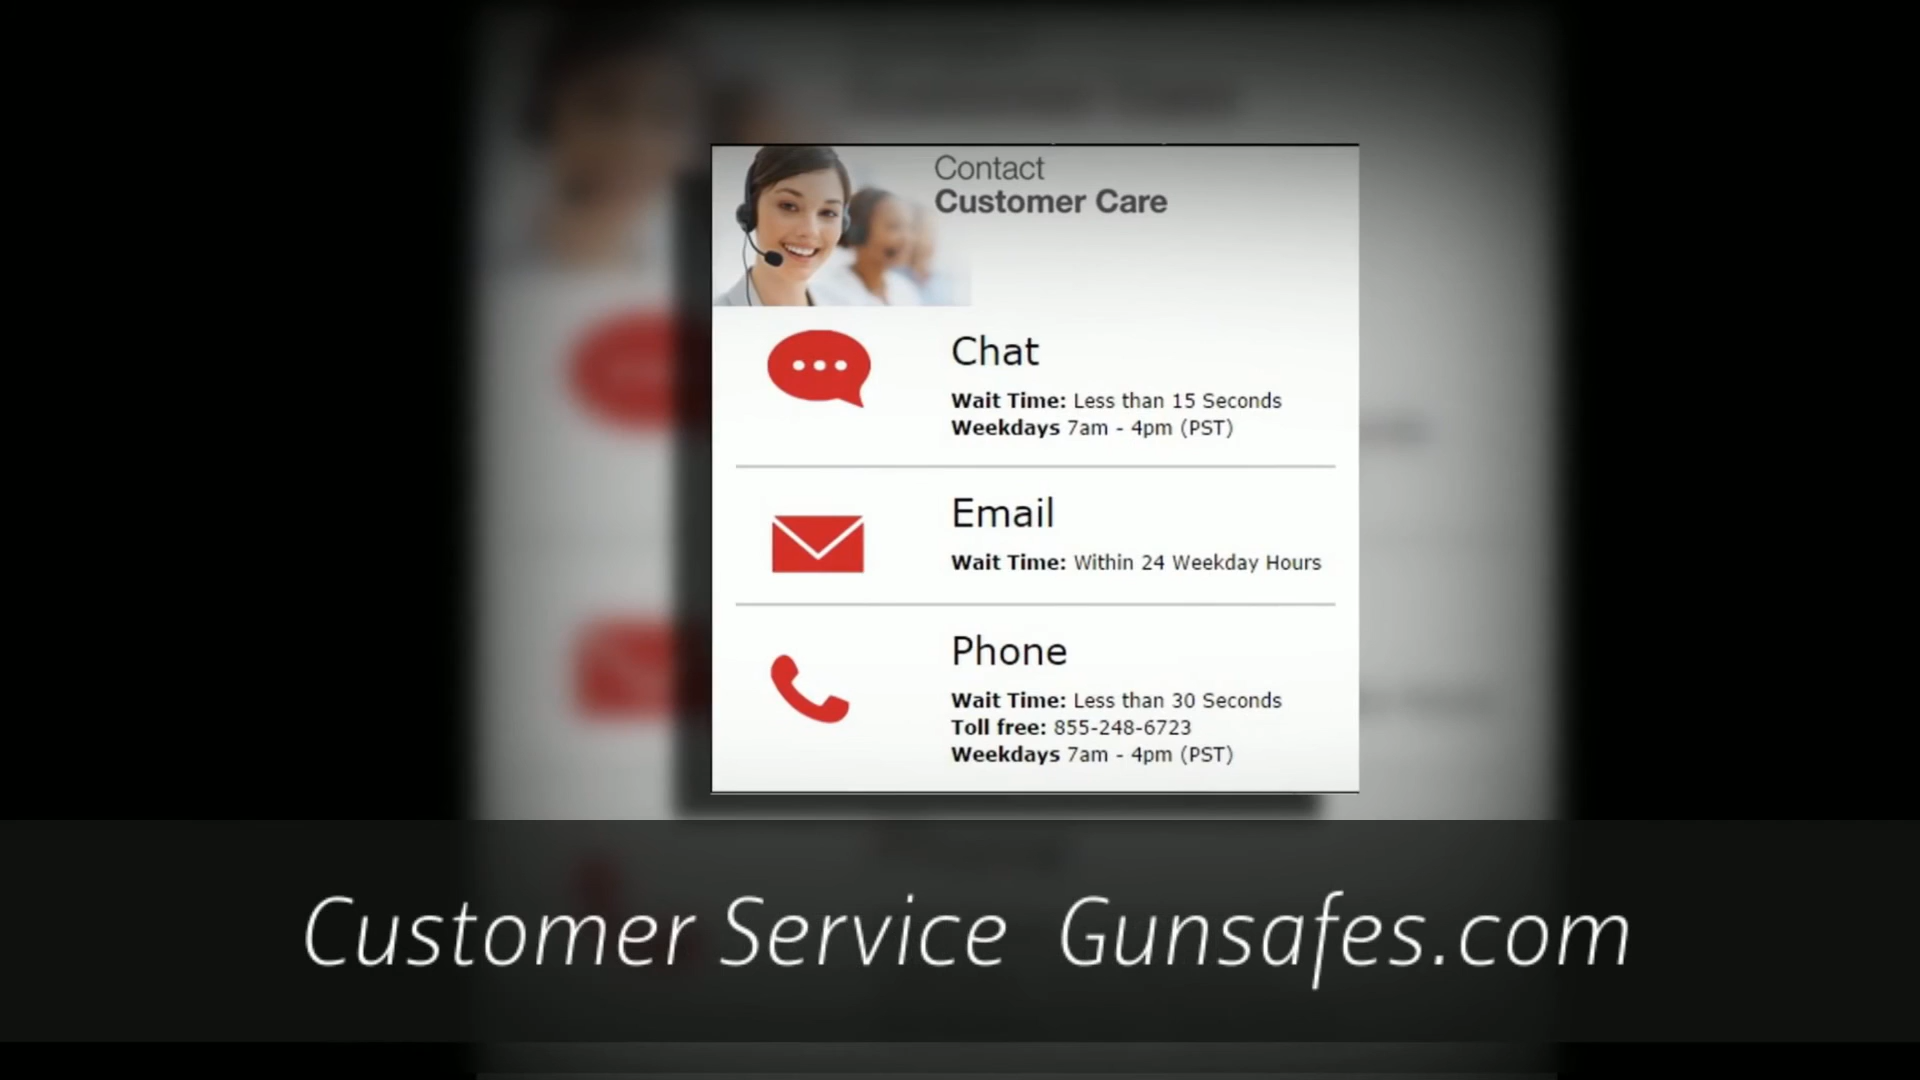 Contact
Customer Care
Chat
Wait Time: Less than 15 Seconds
Weekdays 7am - 4pm (PST)
Email
Wait Time: Within 24 Weekday Hours
Phone
Wait Time: Less than 30 Seconds
Toll free: 855-248-6723
Weekdays 7am - 4pm (PST)
Customer Service Gunsafes.com